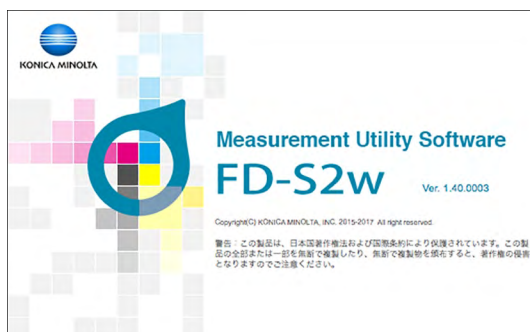 KONICA MINOLTA
Measurement Utility Software
FD-S2w
Ver. 1.40.0003
Copyright(C) KONICA MINOLTA, INC. 2015-2017 All right reserved.
警告：この製品は、日本国著作権法および国際条約により保護されています。この製
品の全部または一部を無断で複製したり、無断で複製物を頒布すると、著作権の侵害
となりますのでご注意ください。